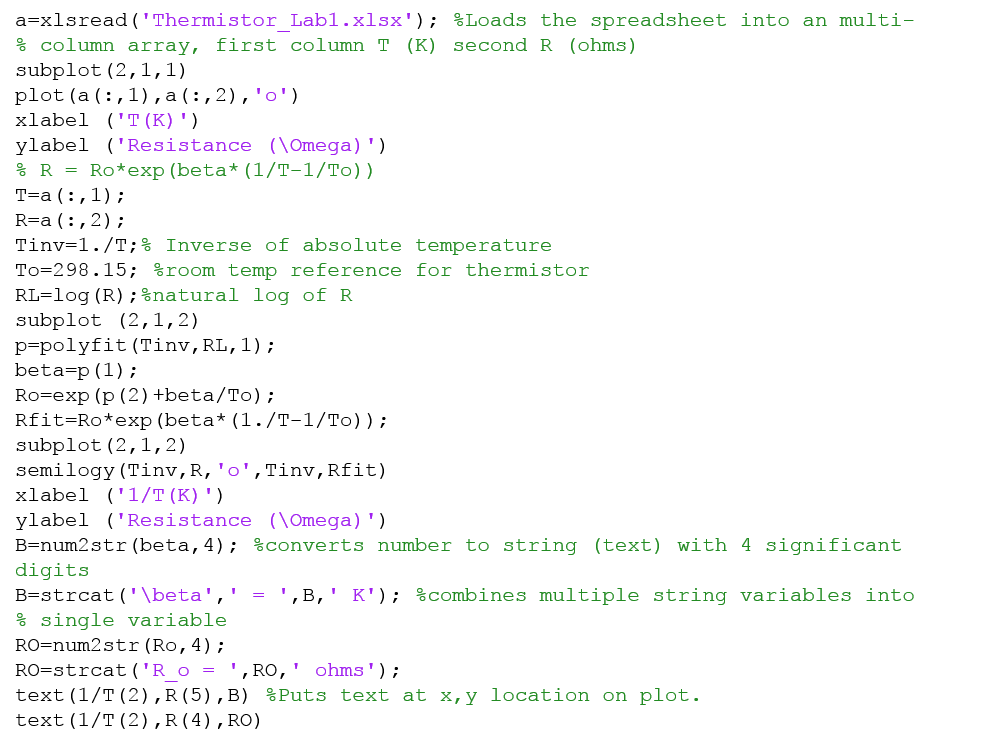 a=xlsread('Thermistor_Lab1.xlsx'); %Loads the spreadsheet into an multi-
% column array, first column T (K) second R (ohms)
subplot(2,1,1)
plot(a(:,1),a(:,2),'o')
xlabel ('T(K)')
ylabel ('Resistance (\Omega)')
% R = Ro*exp(beta*(1/T-1/To))
T=a(:,1);
R=a(:,2);
Tinv=1./T;% Inverse of absolute temperature
To=298.15; %room temp reference for thermistor
RL=log(R);%natural log of R
subplot (2,1,2)
p=polyfit(Tinv,RL,1);
beta=p(1);
Ro=exp(p(2)+beta/To);
Rfit=Ro*exp(beta*(1./T-1/To));
subplot(2,1,2)
semilogy(Tinv,R,'o',Tinv,Rfit)
xlabel ('1/T(K)')
ylabel ('Resistance (\Omega)')
B=num2str(beta,4); %converts number to string (text) with 4 significant
digits
B=strcat('\beta',' = ',B,' K'); %combines multiple string variables into
% single variable
RO=num2str(Ro,4);
RO=strcat('R_o = ',RO,' ohms');
text(1/T(2),R(5),B) %Puts text at x,y location on plot.
text(1/T(2),R(4),RO)